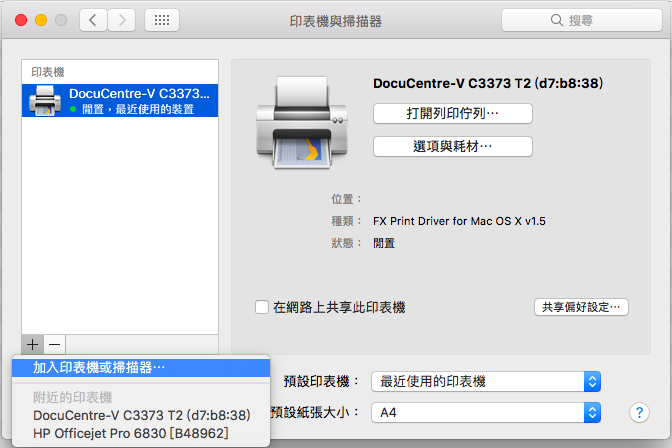 印表機與掃描器
搜尋
印表機
DocuCentre-V C3373...
閒置，最近使用的裝置
DocuCentre-V C3373 T2 (d7:b8:38)
打開列印佇列⋯
選項與耗材⋯
位置：
種類： FX Print Driver for Mac OS X v1.5
狀態： 閒置
在網路上共享此印表機
共享偏好設定⋯
+ −
加入印表機或掃描器⋯
附近的印表機
DocuCentre-V C3373 T2 (d7:b8:38)
HP Officejet Pro 6830 [B48962]
預設印表機： 最近使用的印表機
預設紙張大小： A4
?